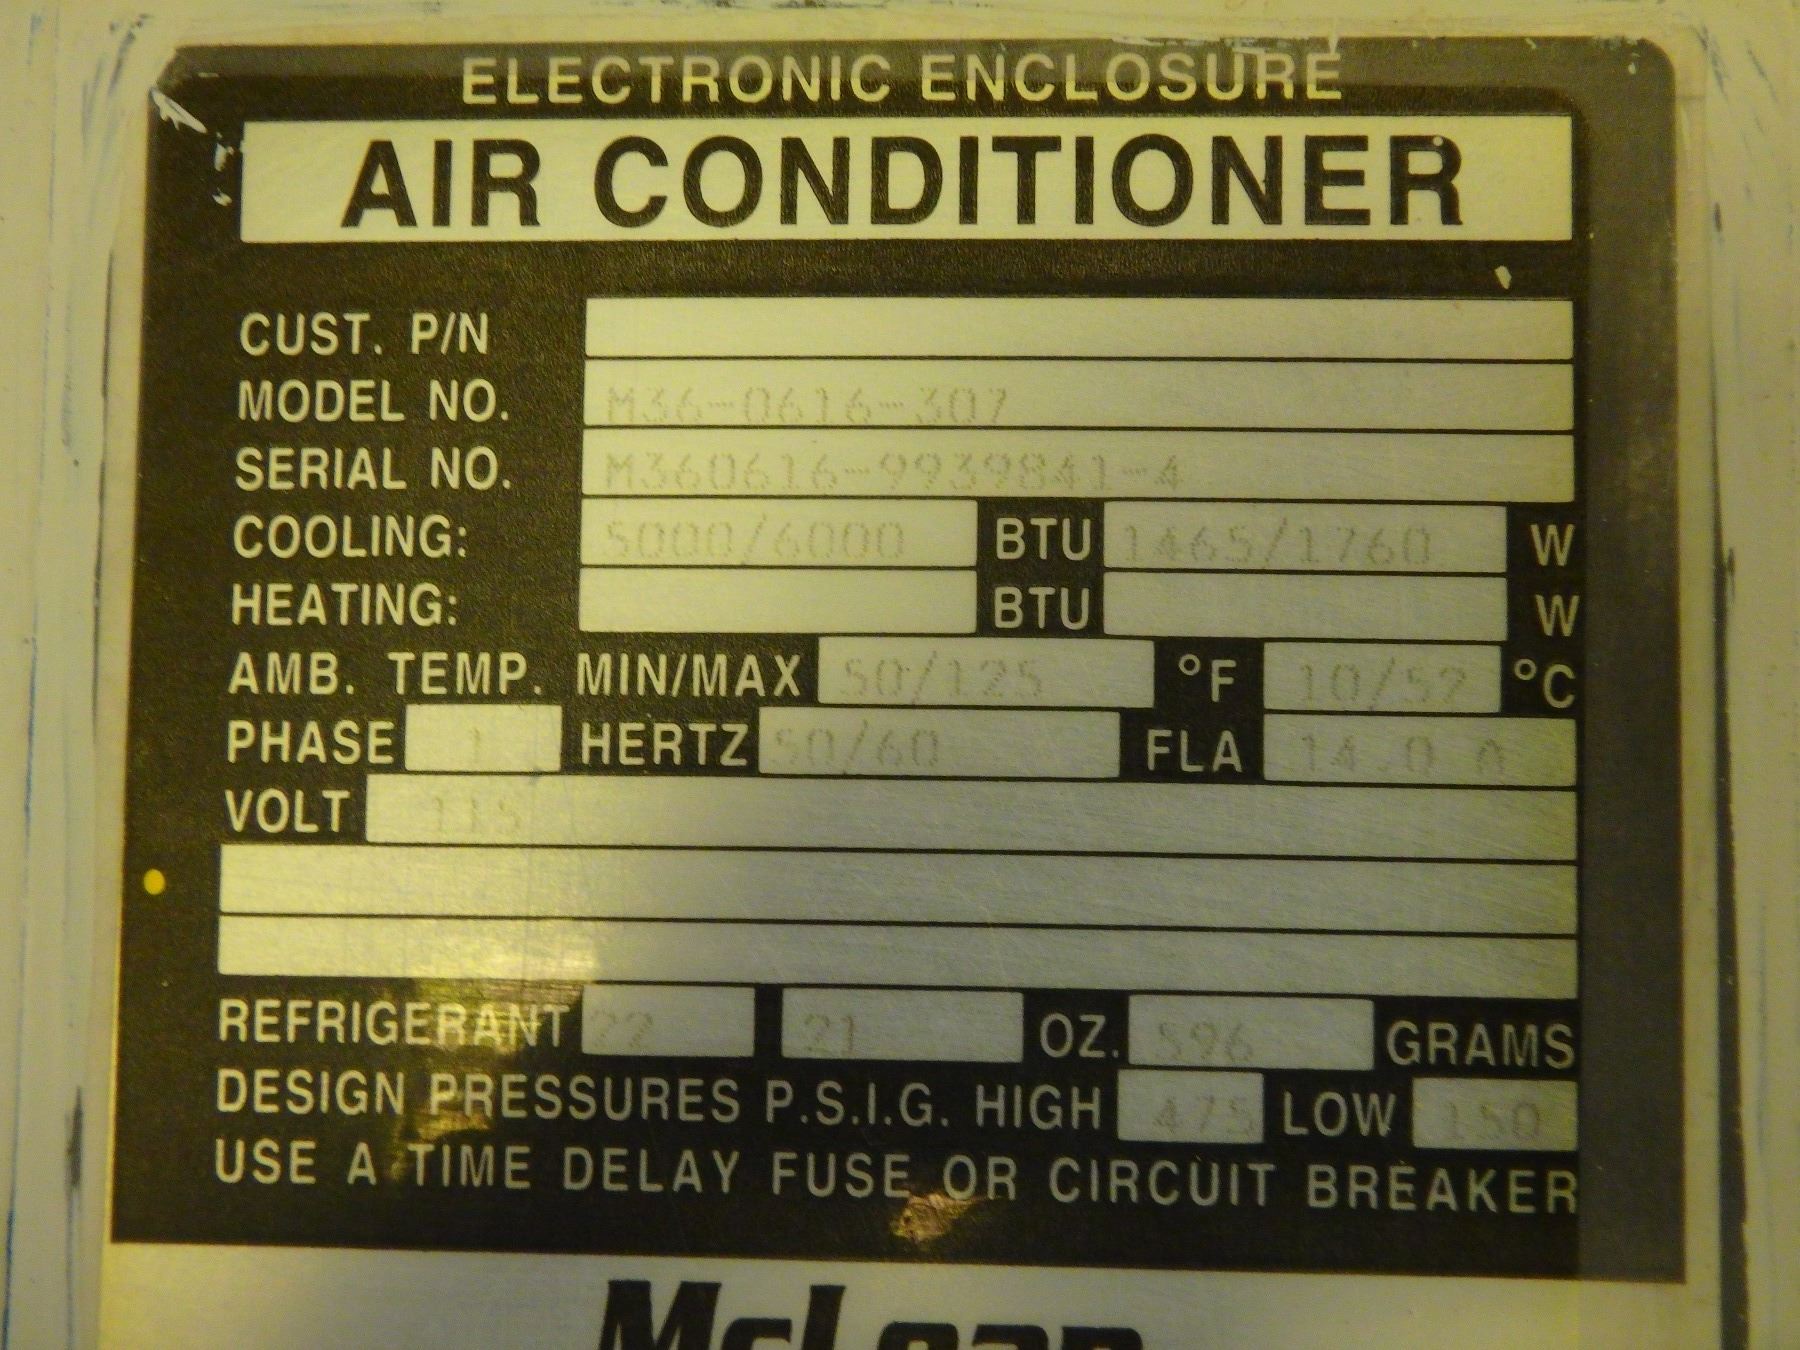 ELECTRONIC ENCLOSURE
AIR CONDITIONER
CUST. P/N
MODEL NO. M36-0616-307
SERIAL NO. M360616-9939841-4
COOLING: 5000/6000 BTU 1465/1760 W
HEATING: BTU W
AMB. TEMP. MIN/MAX 50/125 °F 10/52 °C
PHASE 1 HERTZ 50/60 FLA 14.0 A
VOLT 115
REFRIGERANT 22 21 OZ. 596 GRAMS
DESIGN PRESSURES P.S.I.G. HIGH 475 LOW 150
USE A TIME DELAY FUSE OR CIRCUIT BREAKER
McLean